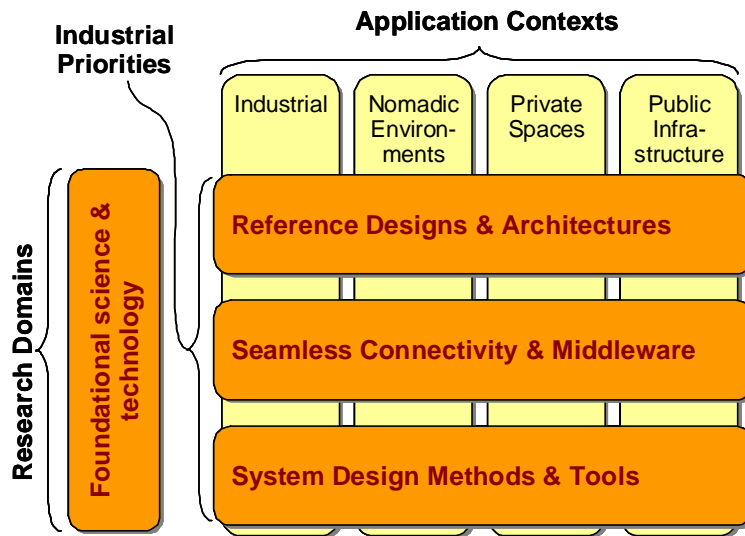 Industrial
Priorities
Application Contexts
Industrial
Nomadic
Environ-
ments
Private
Spaces
Public
Infra-
structure
Research Domains
Foundational science &
technology
Reference Designs & Architectures
Seamless Connectivity & Middleware
System Design Methods & Tools